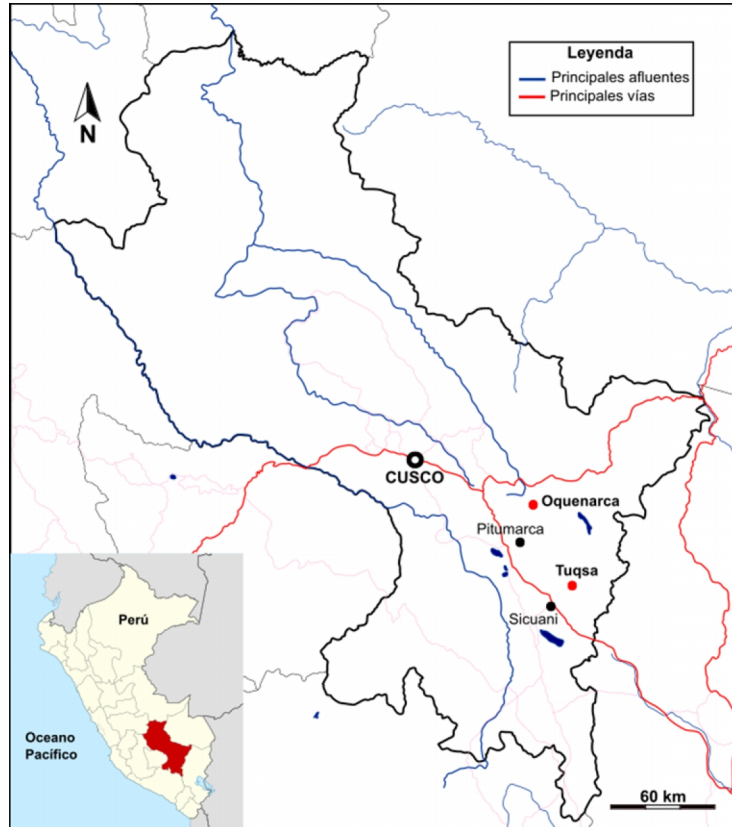 Leyenda
Principales afluentes
Principales vías
N
CUSCO
Oquenarca
Pitumarca
Tuqsa
Sicuani
Perú
Oceano
Pacífico
60 km